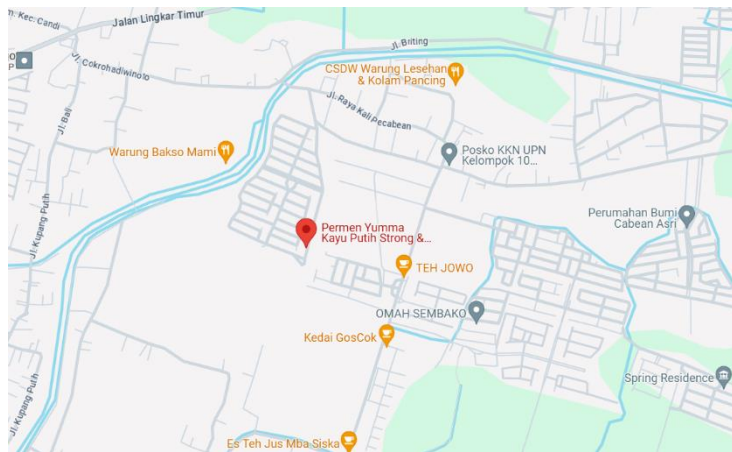 Jalan Lingkar Timur
m. Kec. Candi
O
P
Jl. Cokrohadiwinoto
Jl. Briting
CSDW Warung Lesehan
& Kolam Pancing
Jl. Bali
Jl. Raya Kali Pecabean
Warung Bakso Mami
Posko KKN UPN
Kelompok 10...
Jl. Kupang Putih
Permen Yumma
Kayu Putih Strong &...
Perumahan Bumi
Cabean Asri
TEH JOWO
OMAH SEMBAKO
Kedai GosCok
Jl. Kupang Putih
Spring Residence
Es Teh Jus Mba Siska